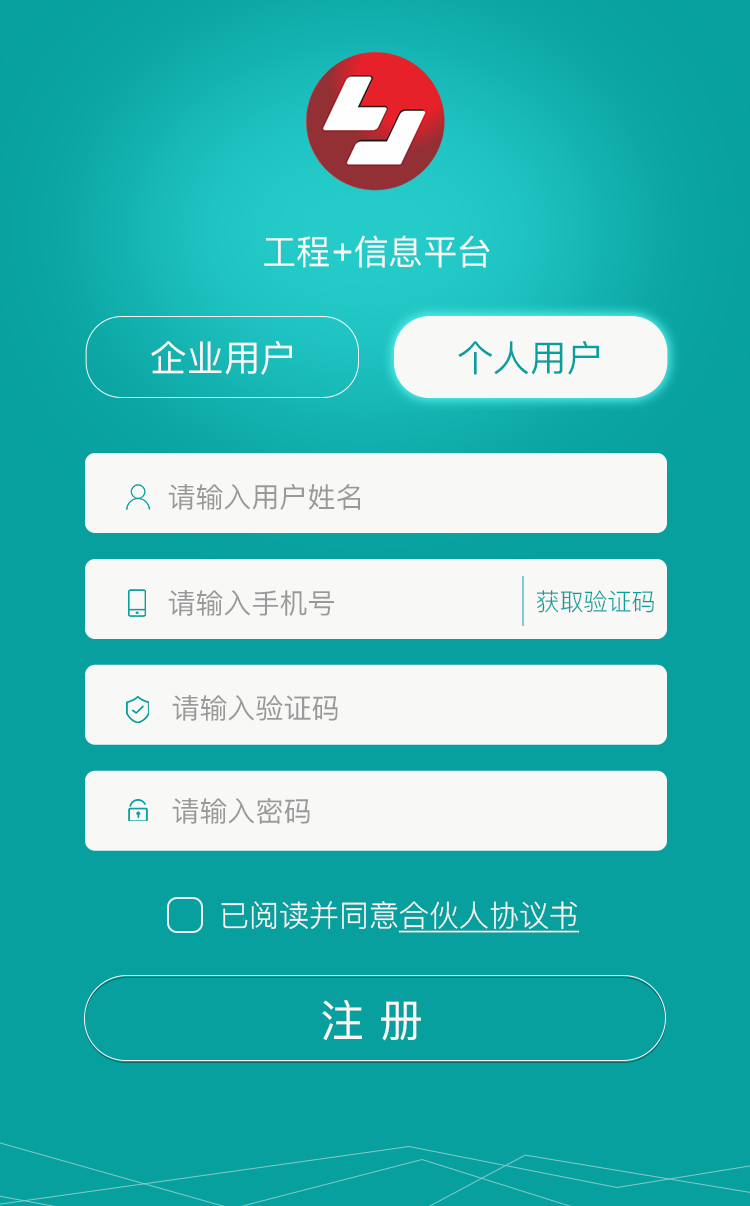 工程+信息平台
企业用户 个人用户
请输入用户姓名
请输入手机号 获取验证码
请输入验证码
请输入密码
已阅读并同意合伙人协议书
注 册